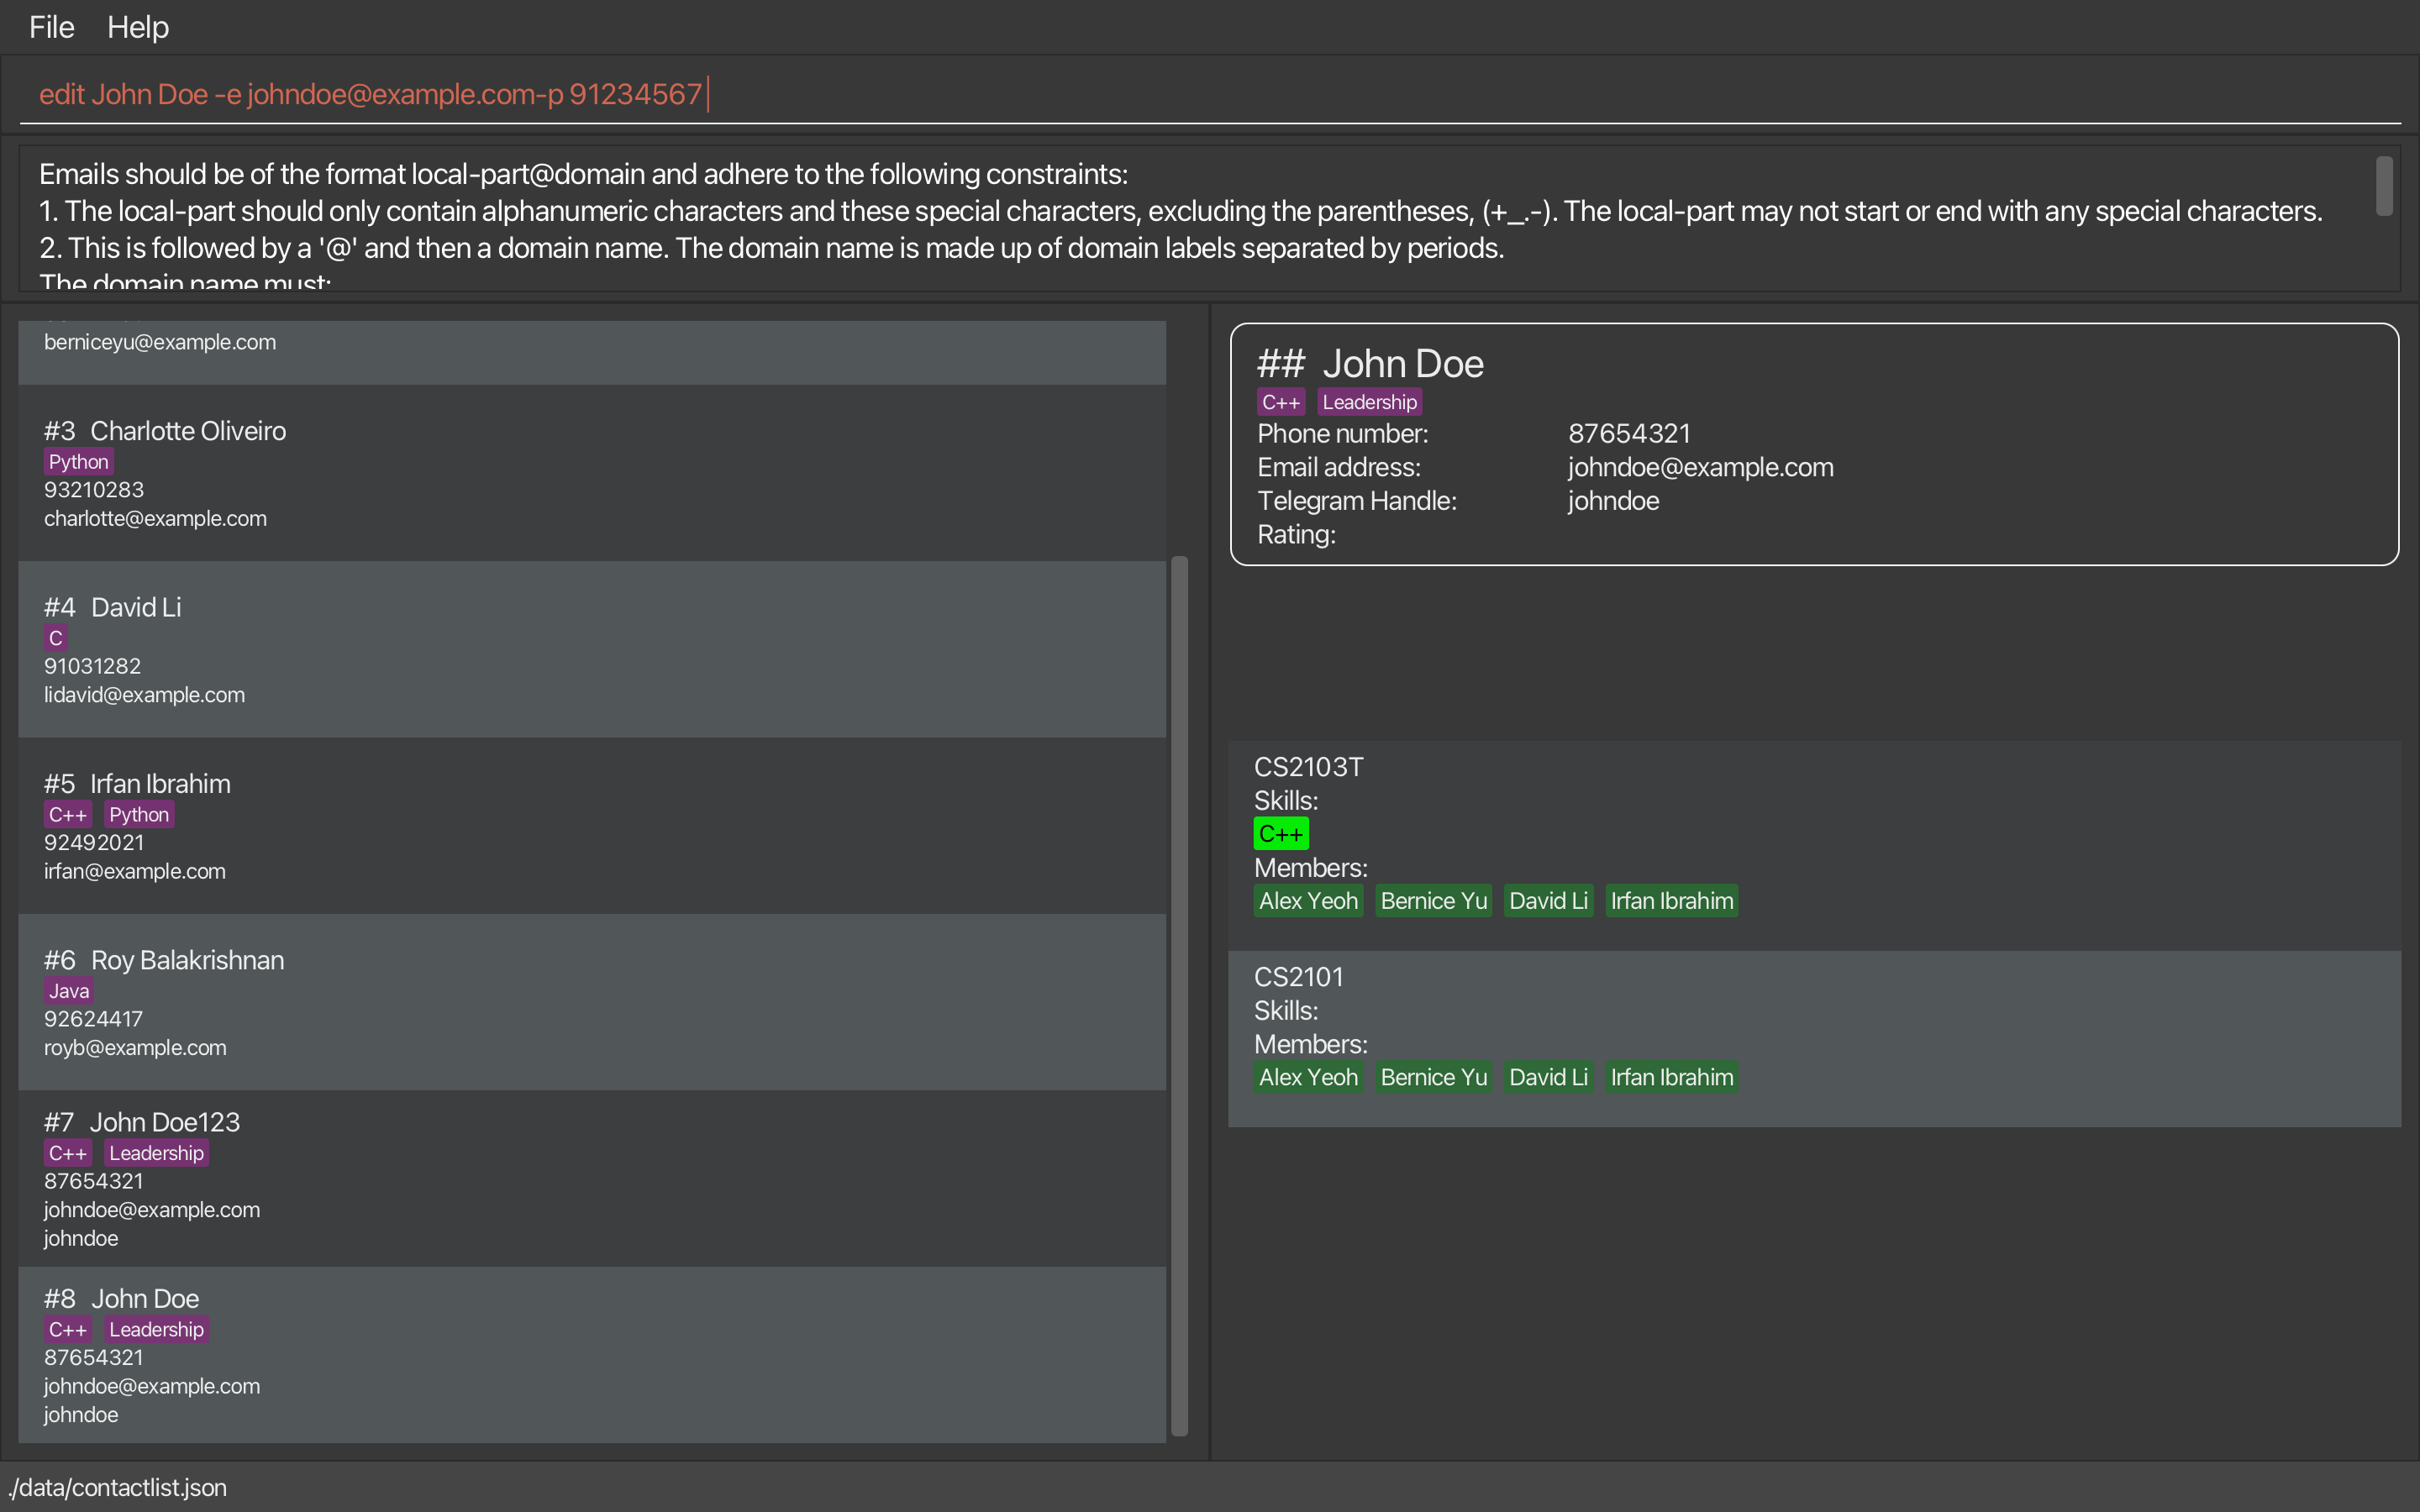 File Help
edit John Doe -e johndoe@example.com-p 91234567
Emails should be of the format local-part@domain and adhere to the following constraints:
1. The local-part should only contain alphanumeric characters and these special characters, excluding the parentheses, (+_.-). The local-part may not start or end with any special characters.
2. This is followed by a '@' and then a domain name. The domain name is made up of domain labels separated by periods.
The domain name must:
berniceyu@example.com
#3 Charlotte Oliveiro
Python
93210283
charlotte@example.com
#4 David Li
C
91031282
lidavid@example.com
#5 Irfan Ibrahim
C++ Python
92492021
irfan@example.com
#6 Roy Balakrishnan
Java
92624417
royb@example.com
#7 John Doe123
C++ Leadership
87654321
johndoe@example.com
johndoe
#8 John Doe
C++ Leadership
87654321
johndoe@example.com
johndoe
## John Doe
C++ Leadership
Phone number: 87654321
Email address: johndoe@example.com
Telegram Handle: johndoe
Rating:
CS2103T
Skills:
C++
Members:
Alex Yeoh Bernice Yu David Li Irfan Ibrahim
CS2101
Skills:
Members:
Alex Yeoh Bernice Yu David Li Irfan Ibrahim
./data/contactlist.json